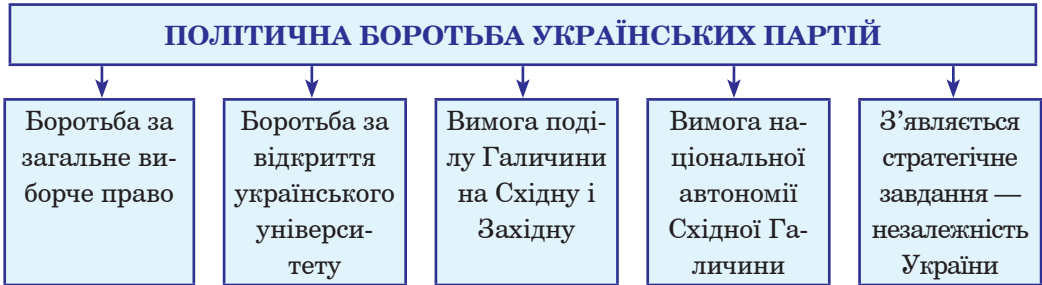 ПОЛІТИЧНА БОРОТЬБА УКРАЇНСЬКИХ ПАРТІЙ
Боротьба за
загальне ви-
борче право
Боротьба за
відкриття
українського
універси-
тету
Вимога поді-
лу Галичини
на Східну і
Західну
Вимога на-
ціональної
автономії
Східної Га-
личини
З’являється
стратегічне
завдання —
незалежність
України